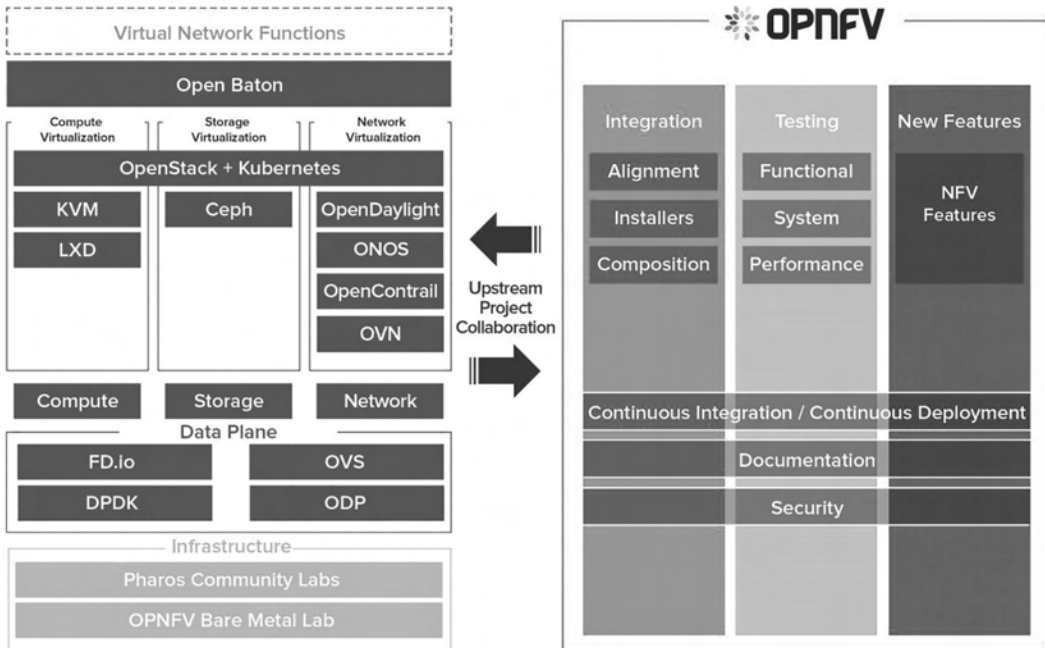 Virtual Network Functions
Open Baton
Compute
Virtualization
Storage
Virtualization
Network
Virtualization
OpenStack + Kubernetes
KVM
Ceph
OpenDaylight
LXD
ONOS
OpenContrail
OVN
Compute
Storage
Network
Data Plane
FD.io
OVS
DPDK
ODP
Infrastructure
Pharos Community Labs
OPNFV Bare Metal Lab
Upstream
Project
Collaboration
OPNFV
Integration
Testing
New Features
Alignment
Functional
NFV
Features
Installers
System
Composition
Performance
Continuous Integration / Continuous Deployment
Documentation
Security